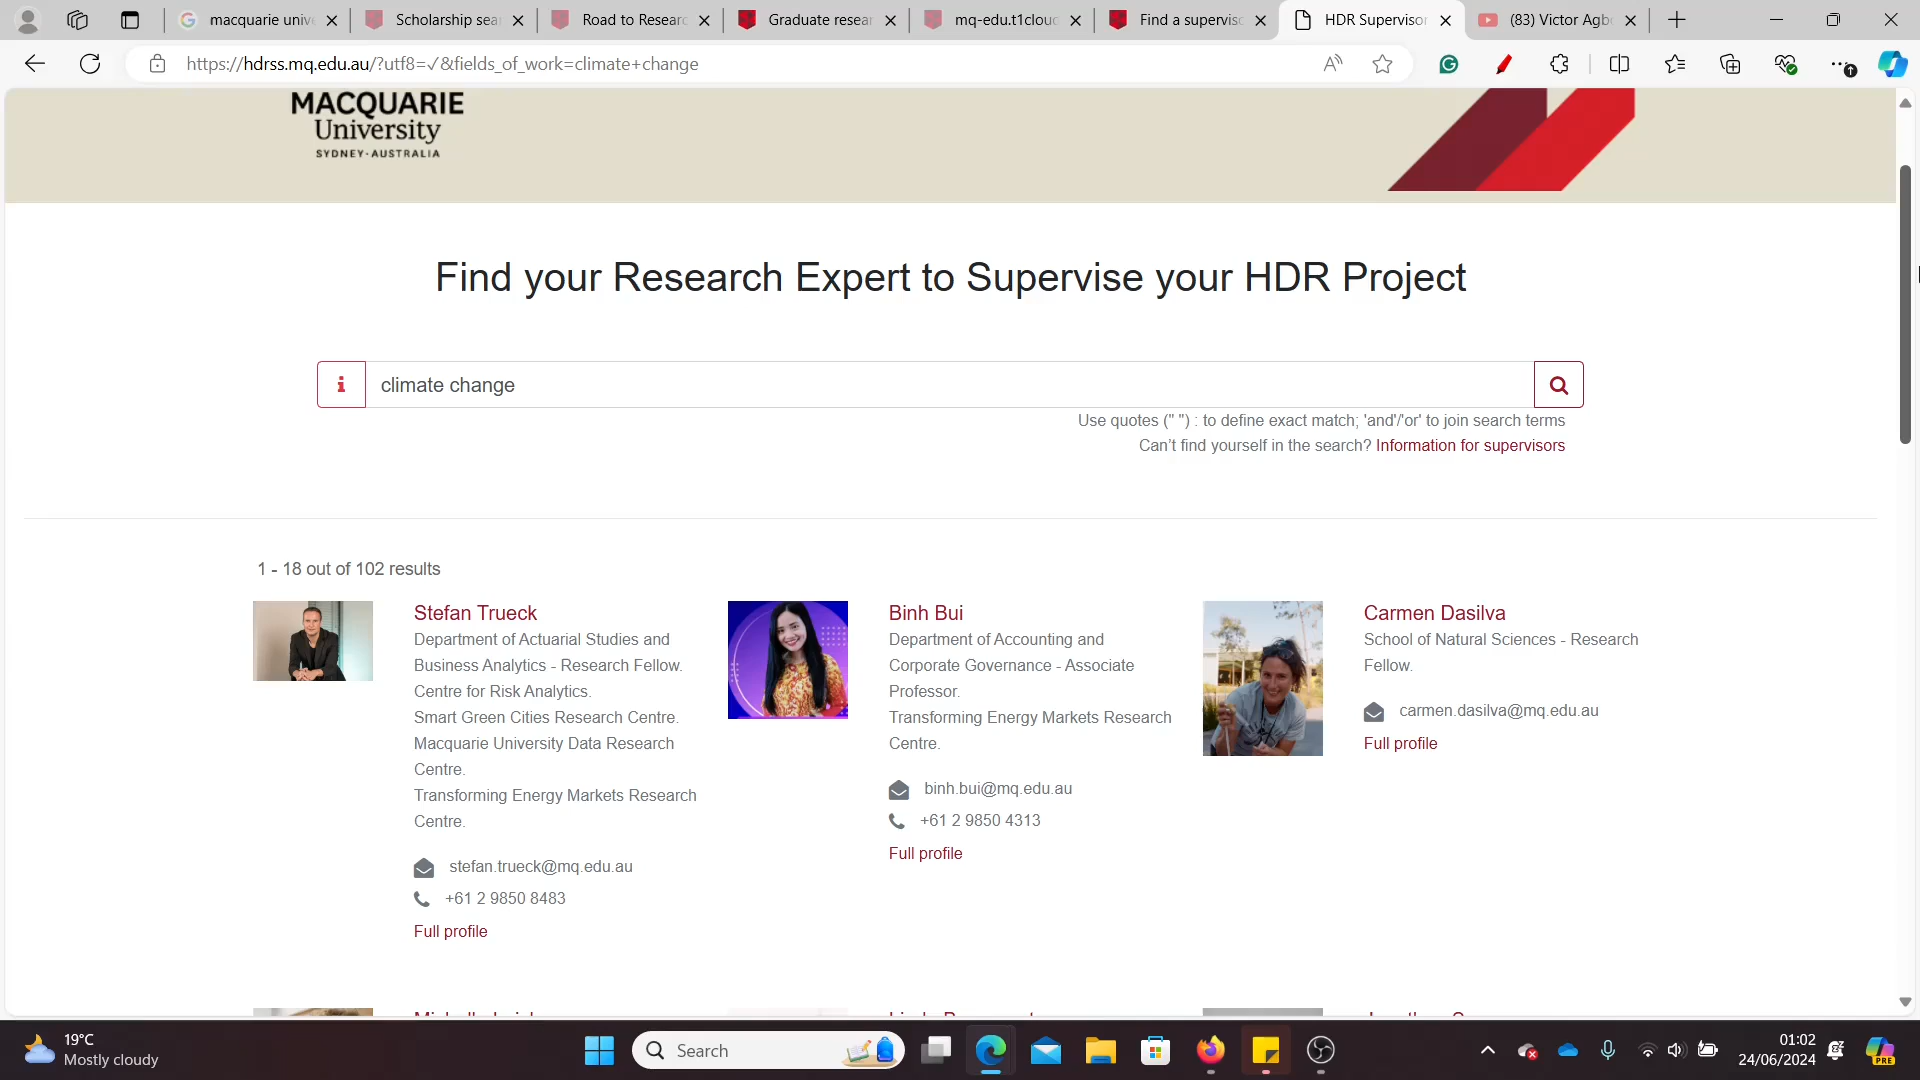 macquarie unive
Scholarship sea
Road to Researc
Graduate resear
mq-edu.t1cloud
Find a superviso
HDR Supervisor
(83) Victor Agb
https://hdrss.mq.edu.au/?utf8=✓&fields_of_work=climate+change
MACQUARIE
University
SYDNEY·AUSTRALIA
Find your Research Expert to Supervise your HDR Project
climate change
Use quotes (" ") : to define exact match; 'and'/'or' to join search terms
Can't find yourself in the search? Information for supervisors
1 - 18 out of 102 results
Stefan Trueck
Department of Actuarial Studies and
Business Analytics - Research Fellow.
Centre for Risk Analytics.
Smart Green Cities Research Centre.
Macquarie University Data Research
Centre.
Transforming Energy Markets Research
Centre.
stefan.trueck@mq.edu.au
+61 2 9850 8483
Full profile
Binh Bui
Department of Accounting and
Corporate Governance - Associate
Professor.
Transforming Energy Markets Research
Centre.
binh.bui@mq.edu.au
+61 2 9850 4313
Full profile
Carmen Dasilva
School of Natural Sciences - Research
Fellow.
carmen.dasilva@mq.edu.au
Full profile
19°C
Mostly cloudy
Search
01:02
24/06/2024
PRE